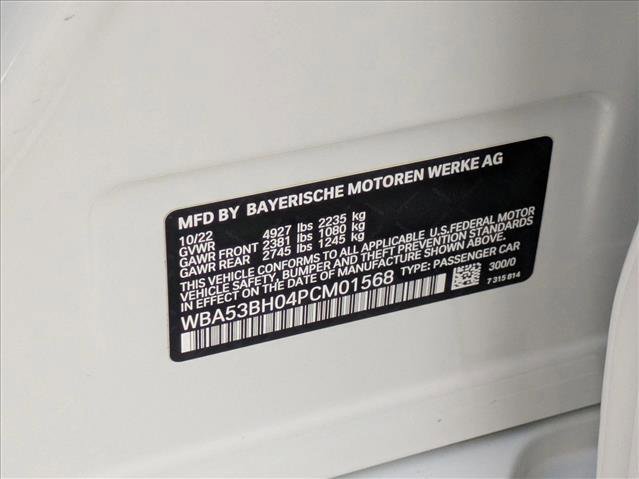 MFD BY BAYERISCHE MOTOREN WERKE AG
10/22
GVWR 4927 lbs 2235 kg
GAWR FRONT 2381 lbs 1080 kg
GAWR REAR 2745 lbs 1245 kg
THIS VEHICLE CONFORMS TO ALL APPLICABLE U.S.FEDERAL MOTOR
VEHICLE SAFETY, BUMPER AND THEFT PREVENTION STANDARDS
IN EFFECT ON THE DATE OF MANUFACTURE SHOWN ABOVE.
WBA53BH04PCM01568 TYPE: PASSENGER CAR
300/0
7 315 814